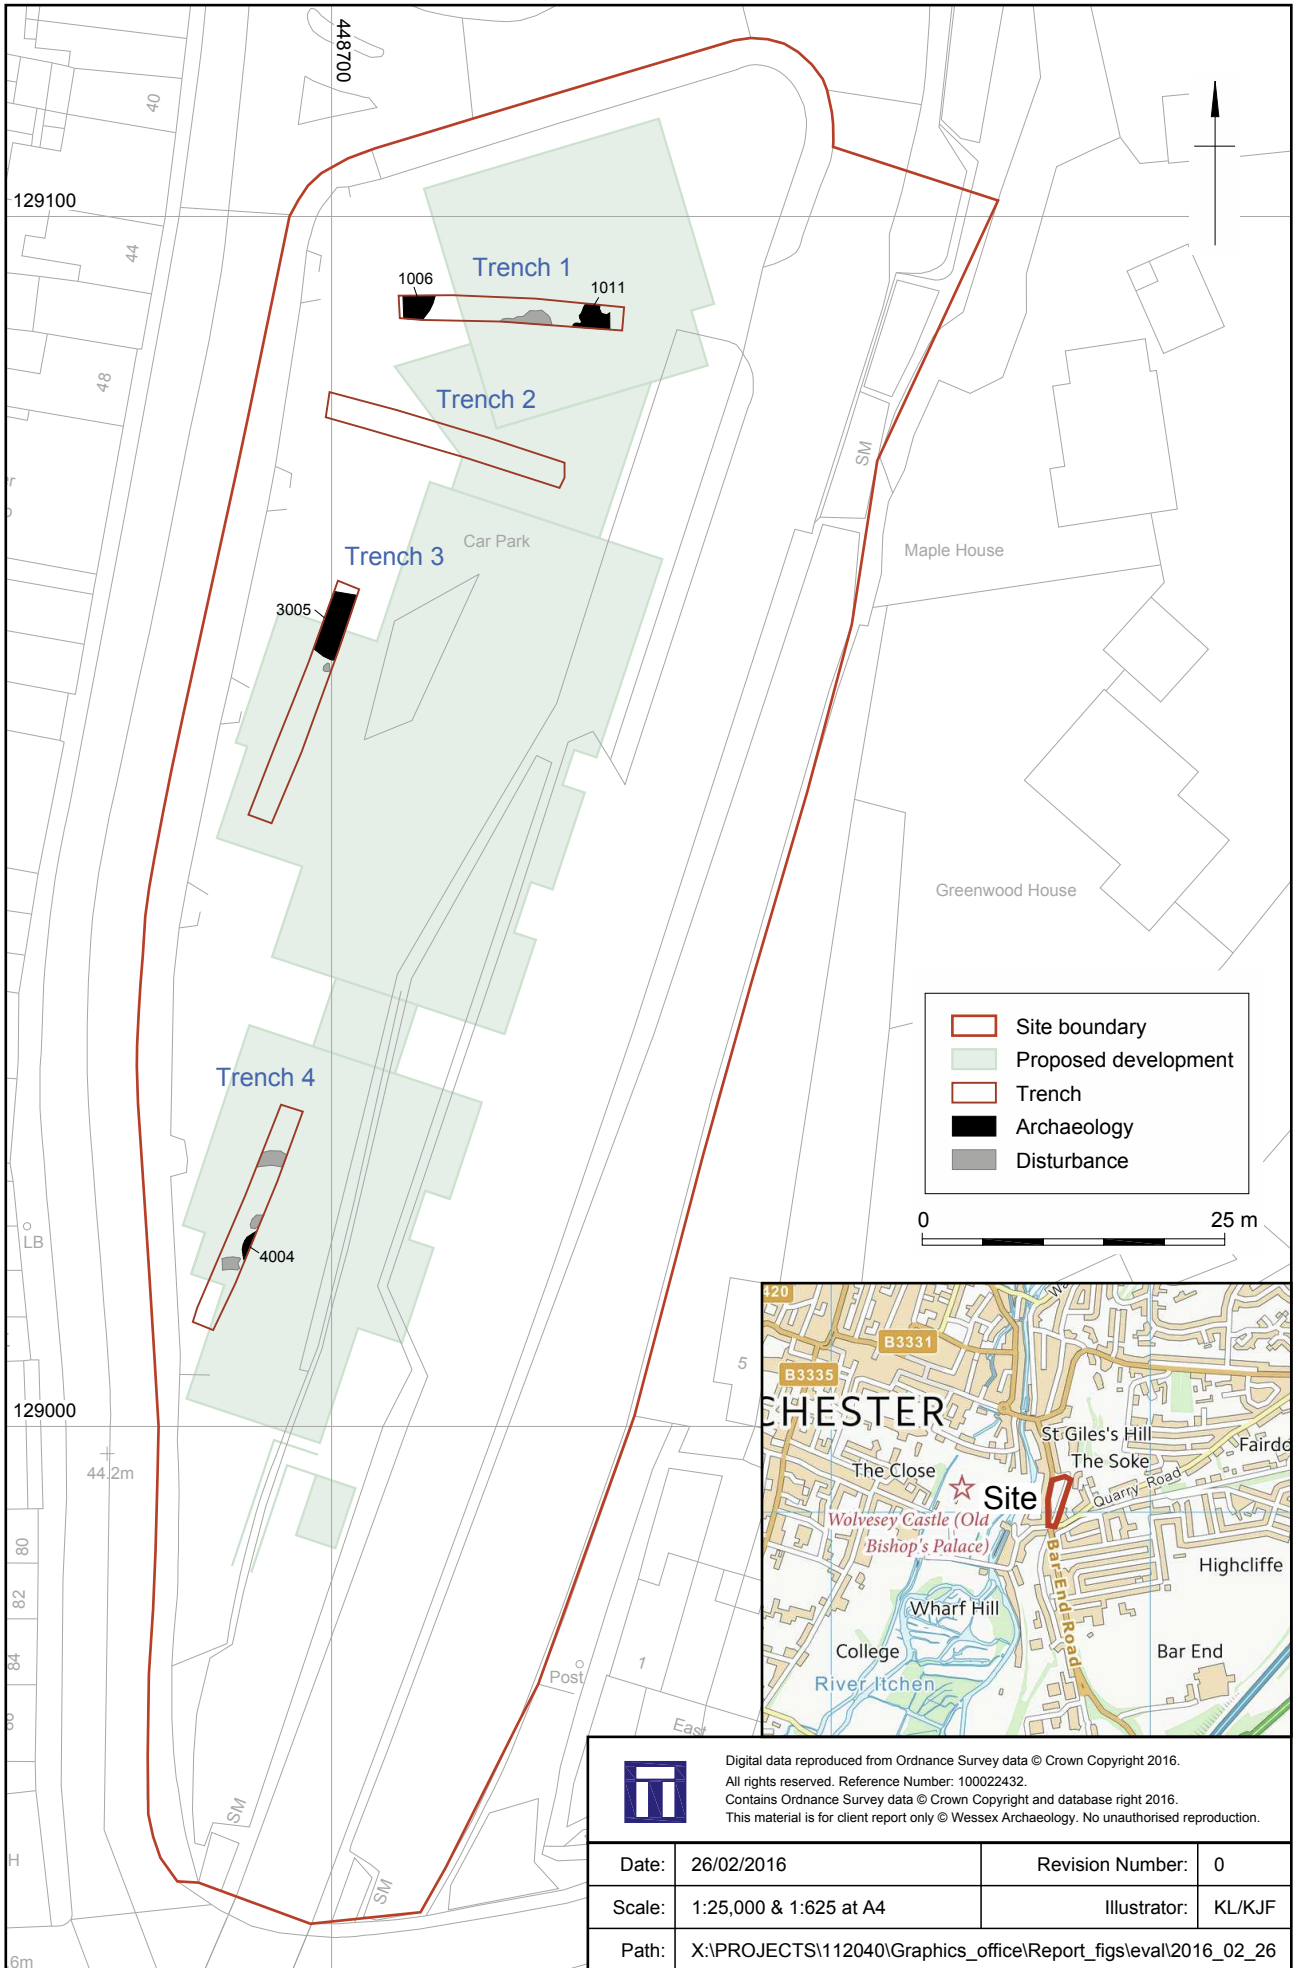 448700
40
129100
44
Trench 1
1006
1011
48
Trench 2
SM
Car Park
Maple House
Trench 3
3005
Greenwood House
Site boundary
Proposed development
Trench
Archaeology
Disturbance
Trench 4
0 25 m
LB
4004
420
B3331
5
B3335
CHESTER
129000
St Giles's Hill
The Soke
Fairdo
44.2m
The Close
Site
Quarry Road
Wolvesey Castle (Old
Bishop's Palace)
80
Bar End Road
Highcliffe
82
Wharf Hill
84
College
Bar End
1
Post
River Itchen
East
SM
SM
H
6m
Digital data reproduced from Ordnance Survey data © Crown Copyright 2016.
All rights reserved. Reference Number: 100022432.
Contains Ordnance Survey data © Crown Copyright and database right 2016.
This material is for client report only © Wessex Archaeology. No unauthorised reproduction.
Date: 26/02/2016 Revision Number: 0
Scale: 1:25,000 & 1:625 at A4 Illustrator: KL/KJF
Path: X:\PROJECTS\112040\Graphics_office\Report_figs\eval\2016_02_26